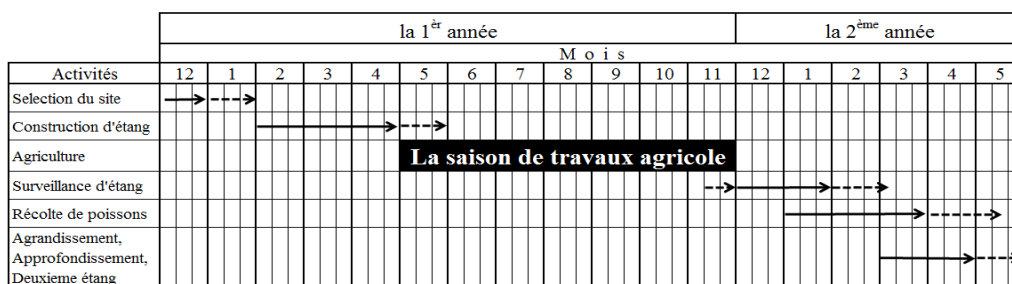 la 1èr année la 2ème année
M o i s
Activités 12 1 2 3 4 5 6 7 8 9 10 11 12 1 2 3 4 5
Selection du site
Construction d'étang
Agriculture La saison de travaux agricole
Surveillance d'étang
Récolte de poissons
Agrandissement,
Approfondissement,
Deuxieme étang